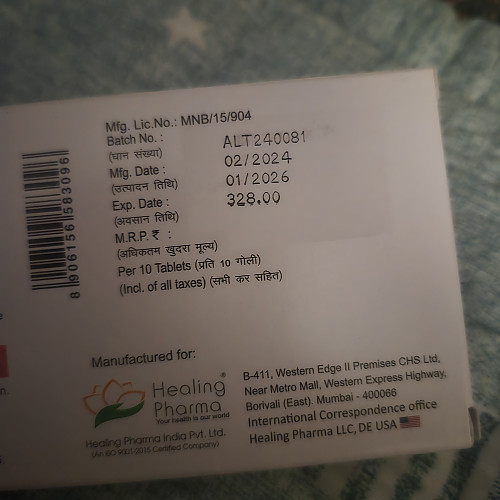 Mfg. Lic.No.: MNB/15/904
Batch No. : ALT240081
(घान संख्या)
Mfg. Date : 02/2024
(उत्पादन तिथि)
Exp. Date : 01/2026
(अवसान तिथि)
M.R.P. ₹ : 328.00
(अधिकतम खुदरा मूल्य)
Per 10 Tablets (प्रति 10 गोली)
(Incl. of all taxes) (सभी कर सहित)
8 906156 583096
Manufactured for:
Healing®
Pharma
Your health is our world
Healing Pharma India Pvt. Ltd.
(An ISO 9001-2015 Certified Company)
B-411, Western Edge II Premises CHS Ltd,
Near Metro Mall, Western Express Highway,
Borivali (East). Mumbai - 400066
International Correspondence office
Healing Pharma LLC, DE USA